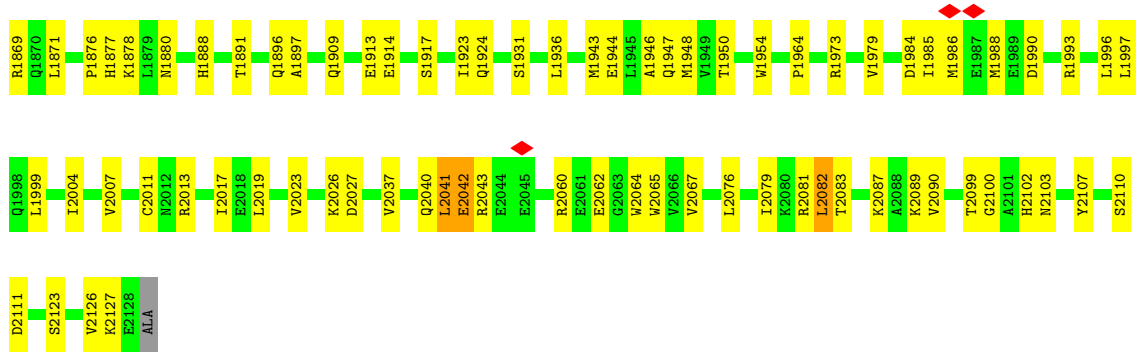 R1869 Q1870 L1871 P1876 H1877 K1878 L1879 N1880 H1888 T1891 Q1896 A1897 Q1909 E1913 E1914 S1917 I1923 Q1924 S1931 L1936 M1943 E1944 L1945 A1946 Q1947 M1948 V1949 T1950 W1954 P1964 R1973 V1979 D1984 I1985 M1986 E1987 M1988 E1989 D1990 R1993 L1996 L1997
Q1998 L1999 I2004 V2007 C2011 N2012 R2013 I2017 E2018 L2019 V2023 K2026 D2027 V2037 Q2040 L2041 E2042 R2043 E2044 E2045 R2060 E2061 E2062 G2063 W2064 W2065 V2066 V2067 L2076 I2079 K2080 R2081 L2082 T2083 K2087 A2088 K2089 V2090 T2099 G2100 A2101 H2102 N2103 Y2107 S2110
D2111 S2123 V2126 K2127 E2128 ALA